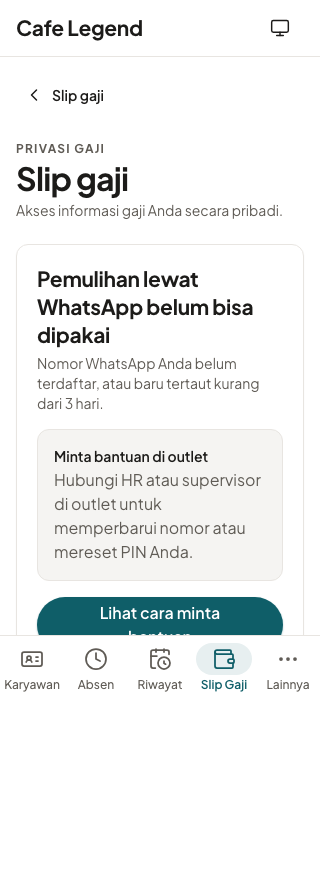 Cafe Legend
Slip gaji
PRIVASI GAJI
Slip gaji
Akses informasi gaji Anda secara pribadi.
Pemulihan lewat
WhatsApp belum bisa
dipakai
Nomor WhatsApp Anda belum
terdaftar, atau baru tertaut kurang
dari 3 hari.
Minta bantuan di outlet
Hubungi HR atau supervisor
di outlet untuk
memperbarui nomor atau
mereset PIN Anda.
Lihat cara minta
bantuan
Karyawan
Absen
Riwayat
Slip Gaji
Lainnya